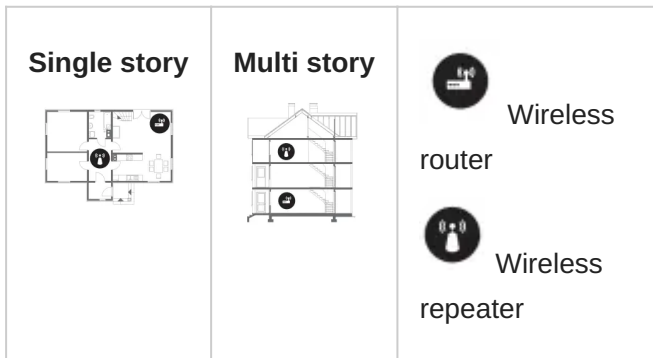 Single story
Multi story
Wireless
router
Wireless
repeater